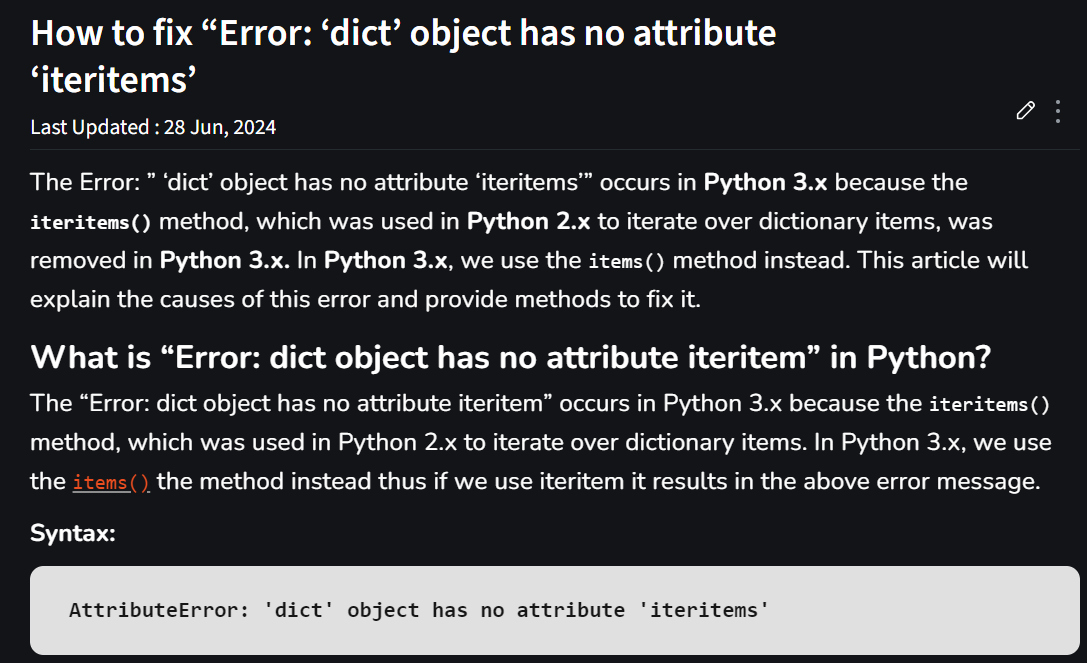 How to fix “Error: ‘dict’ object has no attribute
‘iteritems’
Last Updated : 28 Jun, 2024
The Error: ” ‘dict’ object has no attribute ‘iteritems’” occurs in Python 3.x because the
iteritems() method, which was used in Python 2.x to iterate over dictionary items, was
removed in Python 3.x. In Python 3.x, we use the items() method instead. This article will
explain the causes of this error and provide methods to fix it.
What is “Error: dict object has no attribute iteritem” in Python?
The “Error: dict object has no attribute iteritem” occurs in Python 3.x because the iteritems()
method, which was used in Python 2.x to iterate over dictionary items. In Python 3.x, we use
the items() the method instead thus if we use iteritem it results in the above error message.
Syntax:
AttributeError: 'dict' object has no attribute 'iteritems'